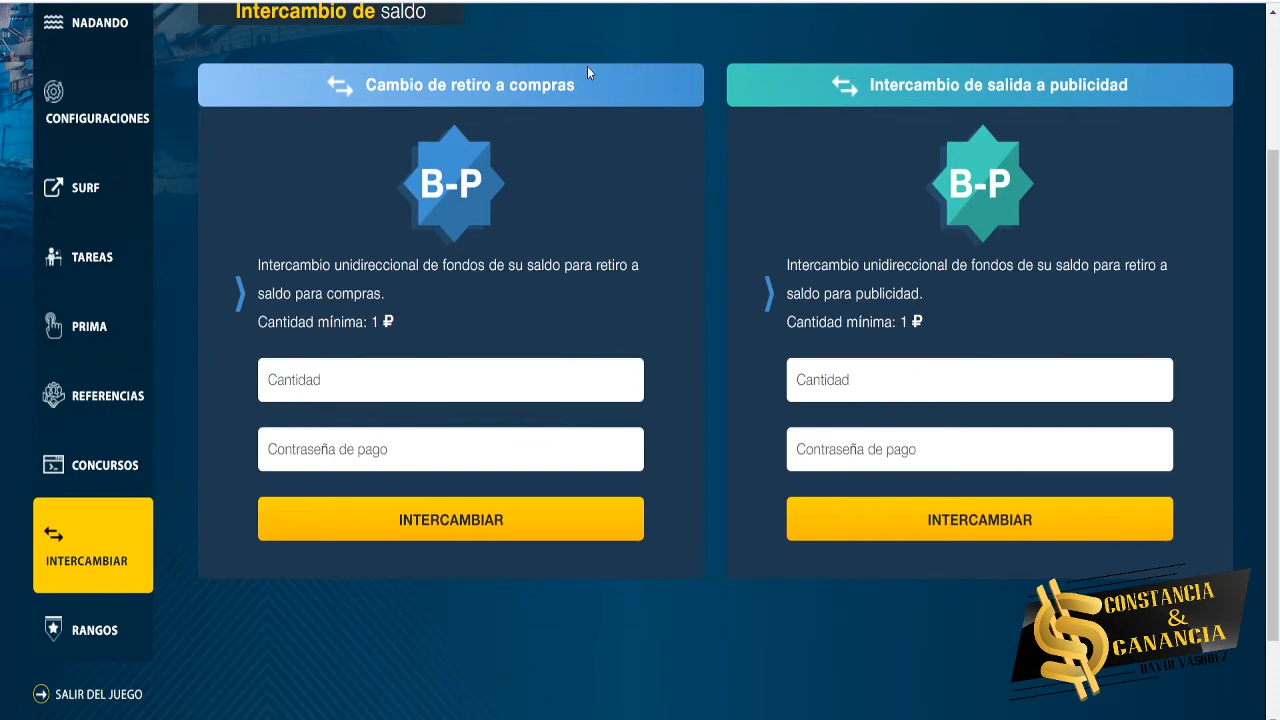 Intercambio de saldo
NADANDO
CONFIGURACIONES
SURF
TAREAS
PRIMA
REFERENCIAS
CONCURSOS
INTERCAMBIAR
RANGOS
SALIR DEL JUEGO
Cambio de retiro a compras
B-P
Intercambio unidireccional de fondos de su saldo para retiro a
saldo para compras.
Cantidad mínima: 1 ₽
Cantidad
Contraseña de pago
INTERCAMBIAR
Intercambio de salida a publicidad
B-P
Intercambio unidireccional de fondos de su saldo para retiro a
saldo para publicidad.
Cantidad mínima: 1 ₽
Cantidad
Contraseña de pago
INTERCAMBIAR
$ CONSTANCIA
&
GANANCIA
DAVID VASQUEZ